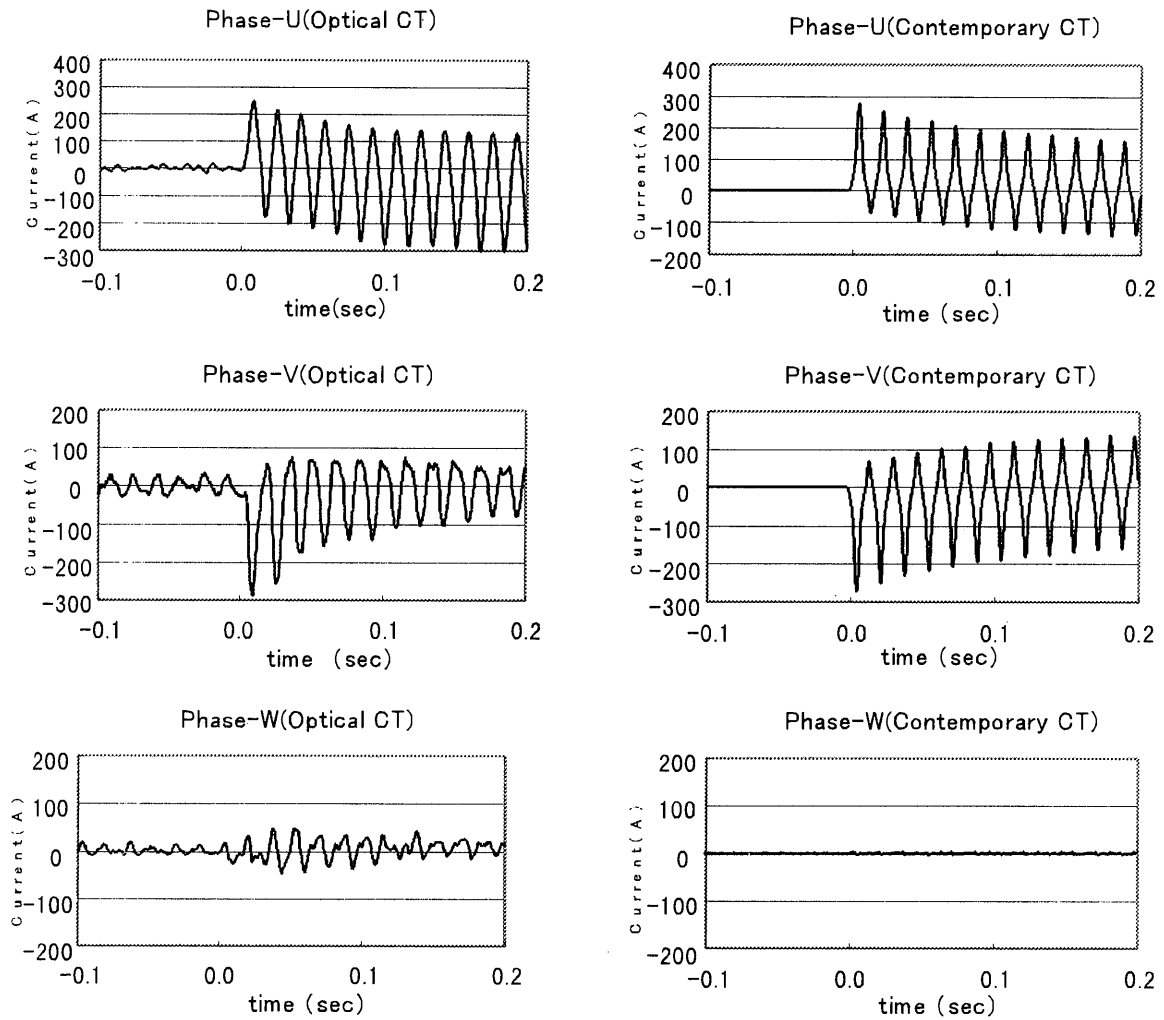 Phase-U(Optical CT)
400
300
200
100
0
-100
-200
-300
Current(A)
-0.1 0.0 0.1 0.2
time(sec)
Phase-U(Contemporary CT)
400
300
200
100
0
-100
-200
Current(A)
-0.1 0.0 0.1 0.2
time (sec)
Phase-V(Optical CT)
200
100
0
-100
-200
-300
Current(A)
-0.1 0.0 0.1 0.2
time (sec)
Phase-V(Contemporary CT)
200
100
0
-100
-200
-300
Current(A)
-0.1 0.0 0.1 0.2
time (sec)
Phase-W(Optical CT)
200
100
0
-100
-200
Current(A)
-0.1 0.0 0.1 0.2
time (sec)
Phase-W(Contemporary CT)
200
100
0
-100
-200
Current(A)
-0.1 0.0 0.1 0.2
time (sec)